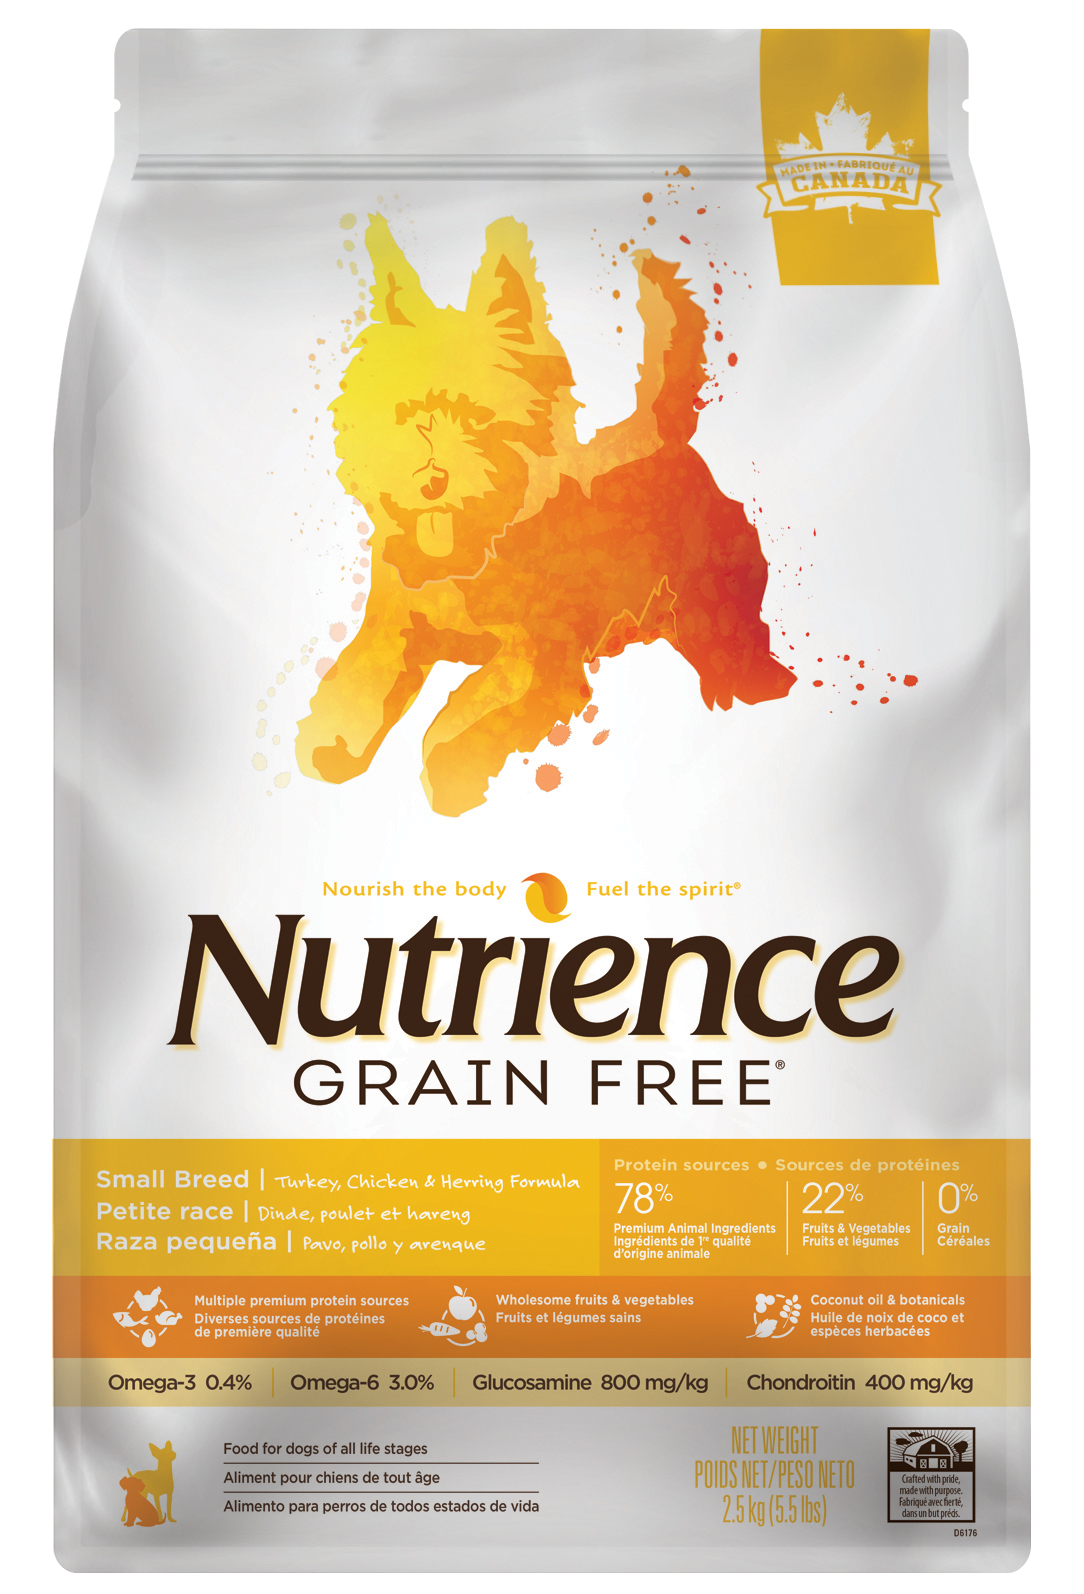 MADE IN • FABRIQUÉ AU
CANADA
Nourish the body Fuel the spirit®
Nutrience
GRAIN FREE®
Small Breed | Turkey, Chicken & Herring Formula
Petite race | Dinde, poulet et hareng
Raza pequeña | Pavo, pollo y arenque
Protein sources • Sources de protéines
78%
Premium Animal Ingredients
Ingrédients de 1re qualité
d'origine animale
22%
Fruits & Vegetables
Fruits et légumes
0%
Grain
Céréales
Multiple premium protein sources
Diverses sources de protéines
de première qualité
Wholesome fruits & vegetables
Fruits et légumes sains
Coconut oil & botanicals
Huile de noix de coco et
espèces herbacées
Omega-3 0.4% | Omega-6 3.0% | Glucosamine 800 mg/kg | Chondroitin 400 mg/kg
Food for dogs of all life stages
Aliment pour chiens de tout âge
Alimento para perros de todos estados de vida
NET WEIGHT
POIDS NET/PESO NETO
2.5 kg (5.5 lbs)
Crafted with pride,
made with purpose.
Fabriqué avec fierté,
dans un but précis.
D6176